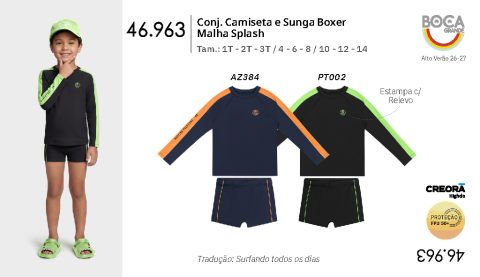 46.963
Conj. Camiseta e Sunga Boxer
Malha Splash
Tam.: 1T - 2T - 3T / 4 - 6 - 8 / 10 - 12 - 14
BOCA
GRANDE
Alto Verão 26-27
AZ384
PT002
Estampa c/
Relevo
CREORA
Highclo
PROTEÇÃO
FPU 50+
Tradução: Surfando todos os dias
46.963